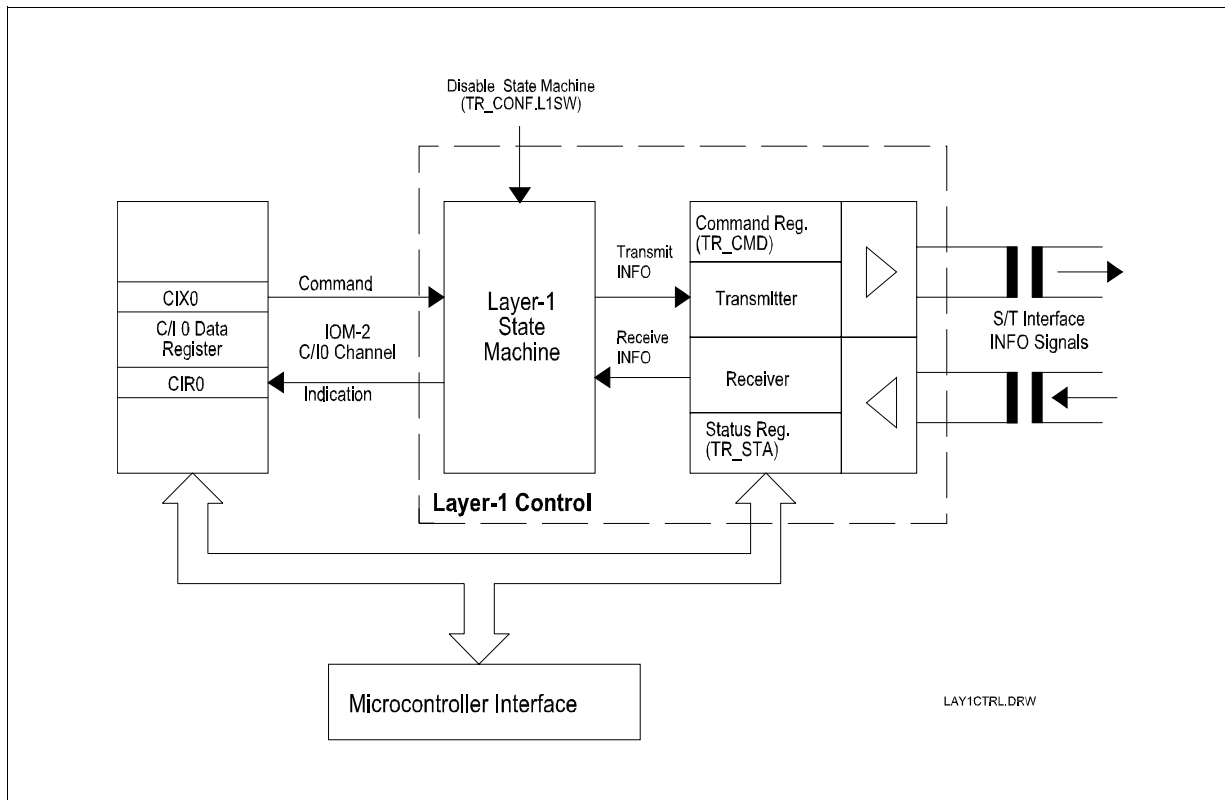 Disable State Machine
(TR_CONF.L1SW)
CIX0
C/I 0 Data
Register
CIR0
Command
IOM-2
C/I0 Channel
Indication
Layer-1
State
Machine
Transmit
INFO
Receive
INFO
Command Reg.
(TR_CMD)
Transmitter
Receiver
Status Reg.
(TR_STA)
S/T Interface
INFO Signals
Layer-1 Control
Microcontroller Interface
LAY1CTRL.DRW